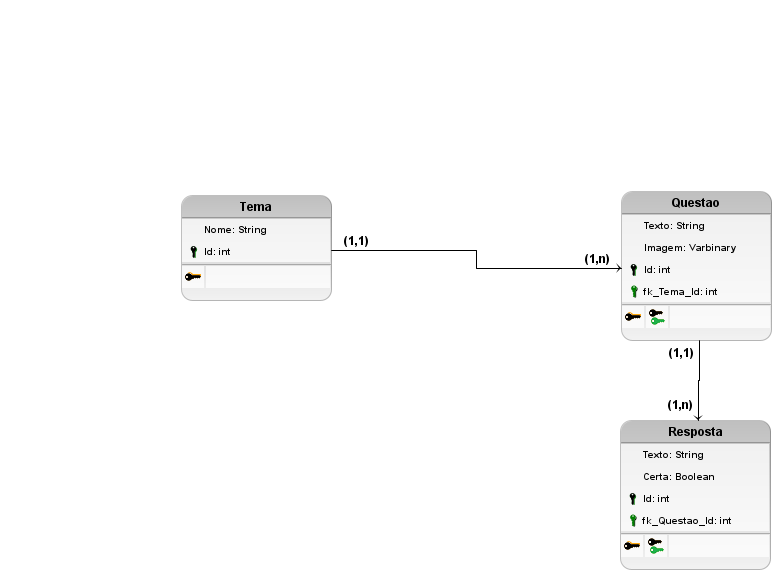 Tema
Nome: String
Id: int
(1,1)
(1,n)
Questao
Texto: String
Imagem: Varbinary
Id: int
fk_Tema_Id: int
(1,1)
(1,n)
Resposta
Texto: String
Certa: Boolean
Id: int
fk_Questao_Id: int